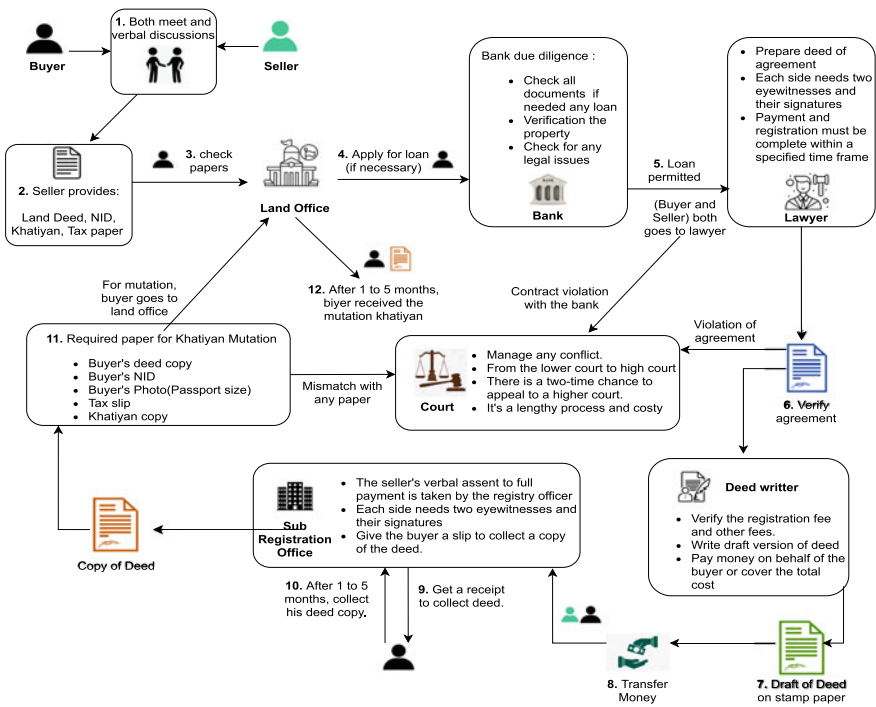 1. Both meet and
verbal discussions
Buyer
Seller
2. Seller provides:
Land Deed, NID,
Khatiyan, Tax paper
3. check
papers
Land Office
4. Apply for loan
(if necessary)
Bank due diligence :
• Check all
documents if
needed any loan
• Verification the
property
• Check for any
legal issues
Bank
5. Loan
permitted
(Buyer and
Seller) both
goes to lawyer
• Prepare deed of
agreement
• Each side needs two
eyewitnesses and
their signatures
• Payment and
registration must be
complete within a
specified time frame
Lawyer
For mutation,
buyer goes to
land office
12. After 1 to 5 months,
biyer received the
mutation khatiyan
Contract violation
with the bank
Violation of
agreement
11. Required paper for Khatiyan Mutation
• Buyer's deed copy
• Buyer's NID
• Buyer's Photo(Passport size)
• Tax slip
• Khatiyan copy
Mismatch with
any paper
• Manage any conflict.
• From the lower court to high court
• There is a two-time chance to
appeal to a higher court.
• It's a lengthy process and costy
Court
6. Verify
agreement
Deed writter
• Verify the registration fee
and other fees.
• Write draft version of deed
• Pay money on behalf of the
buyer or cover the total
cost
• The seller's verbal assent to full
payment is taken by the registry officer
• Each side needs two eyewitnesses and
their signatures
• Give the buyer a slip to collect a copy
of the deed.
Sub
Registration
Office
Copy of Deed
10. After 1 to 5
months, collect
his deed copy.
9. Get a receipt
to collect deed.
8. Transfer
Money
7. Draft of Deed
on stamp paper